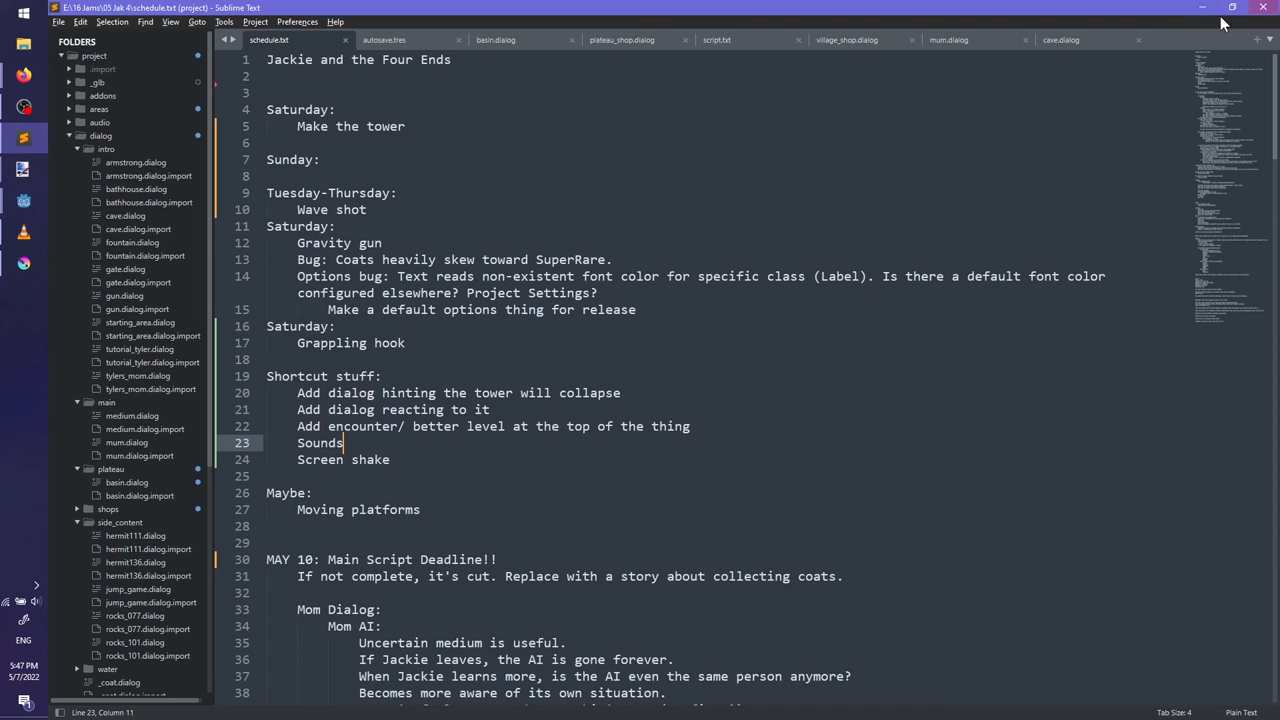 E:\16 Jams\05 Jak 4\schedule.txt (project) - Sublime Text
File Edit Selection Find View Goto Tools Project Preferences Help
FOLDERS
project
.import
_glb
addons
areas
audio
dialog
intro
armstrong.dialog
armstrong.dialog.import
bathhouse.dialog
bathhouse.dialog.import
cave.dialog
cave.dialog.import
fountain.dialog
fountain.dialog.import
gate.dialog
gate.dialog.import
gun.dialog
gun.dialog.import
starting_area.dialog
starting_area.dialog.import
tutorial_tyler.dialog
tutorial_tyler.dialog.import
tylers_mom.dialog
tylers_mom.dialog.import
main
medium.dialog
medium.dialog.import
mum.dialog
mum.dialog.import
plateau
basin.dialog
basin.dialog.import
shops
side_content
hermit111.dialog
hermit111.dialog.import
hermit136.dialog
hermit136.dialog.import
jump_game.dialog
jump_game.dialog.import
rocks_077.dialog
rocks_077.dialog.import
rocks_101.dialog
rocks_101.dialog.import
water
_coat.dialog
schedule.txt autosave.tres basin.dialog plateau_shop.dialog script.txt village_shop.dialog mum.dialog cave.dialog
1 Jackie and the Four Ends
2
3
4 Saturday:
5 Make the tower
6
7 Sunday:
8
9 Tuesday-Thursday:
10 Wave shot
11 Saturday:
12 Gravity gun
13 Bug: Coats heavily skew toward SuperRare.
14 Options bug: Text reads non-existent font color for specific class (Label). Is there a default font color
configured elsewhere? Project Settings?
15 Make a default option thing for release
16 Saturday:
17 Grappling hook
18
19 Shortcut stuff:
20 Add dialog hinting the tower will collapse
21 Add dialog reacting to it
22 Add encounter/ better level at the top of the thing
23 Sounds
24 Screen shake
25
26 Maybe:
27 Moving platforms
28
29
30 MAY 10: Main Script Deadline!!
31 If not complete, it's cut. Replace with a story about collecting coats.
32
33 Mom Dialog:
34 Mom AI:
35 Uncertain medium is useful.
36 If Jackie leaves, the AI is gone forever.
37 When Jackie learns more, is the AI even the same person anymore?
38 Becomes more aware of its own situation.
ENG
5:47 PM
5/7/2022
Line 23, Column 11
Tab Size: 4
Plain Text